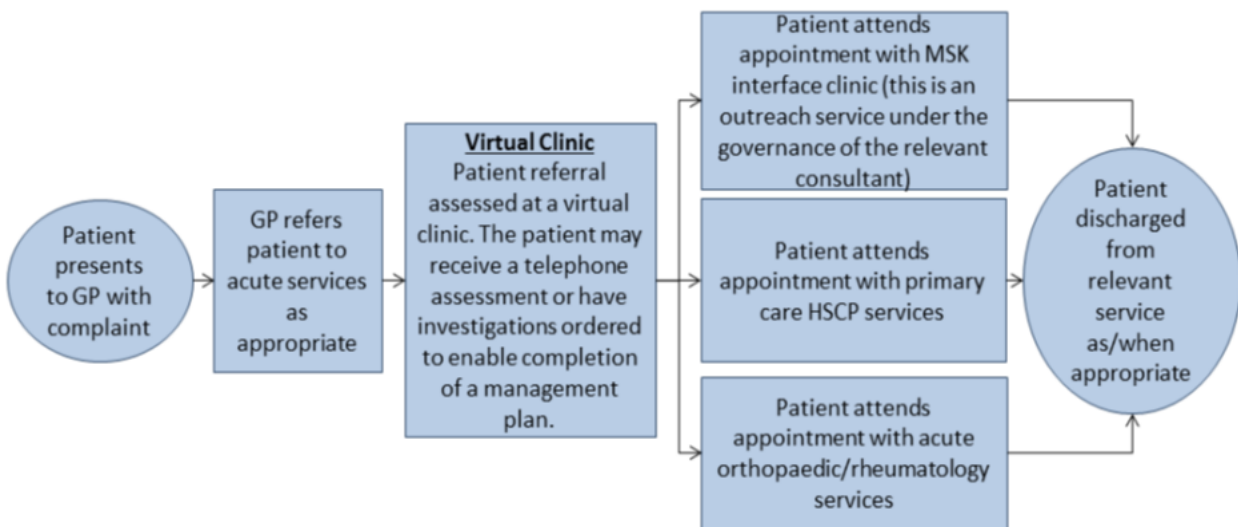 Patient
presents
to GP with
complaint
GP refers
patient to
acute services
as
appropriate
Virtual Clinic
Patient referral
assessed at a virtual
clinic. The patient may
receive a telephone
assessment or have
investigations ordered
to enable completion
of a management
plan.
Patient attends
appointment with MSK
interface clinic (this is an
outreach service under the
governance of the relevant
consultant)
Patient attends
appointment with primary
care HSCP services
Patient attends
appointment with acute
orthopaedic/rheumatology
services
Patient
discharged
from
relevant
service
as/when
appropriate